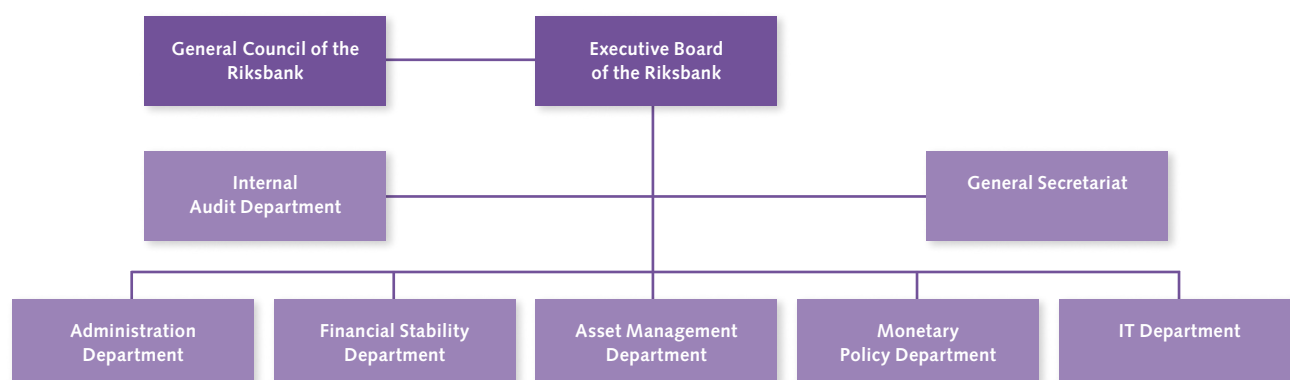 General Council of the
Riksbank
Executive Board
of the Riksbank
Internal
Audit Department
General Secretariat
Administration
Department
Financial Stability
Department
Asset Management
Department
Monetary
Policy Department
IT Department